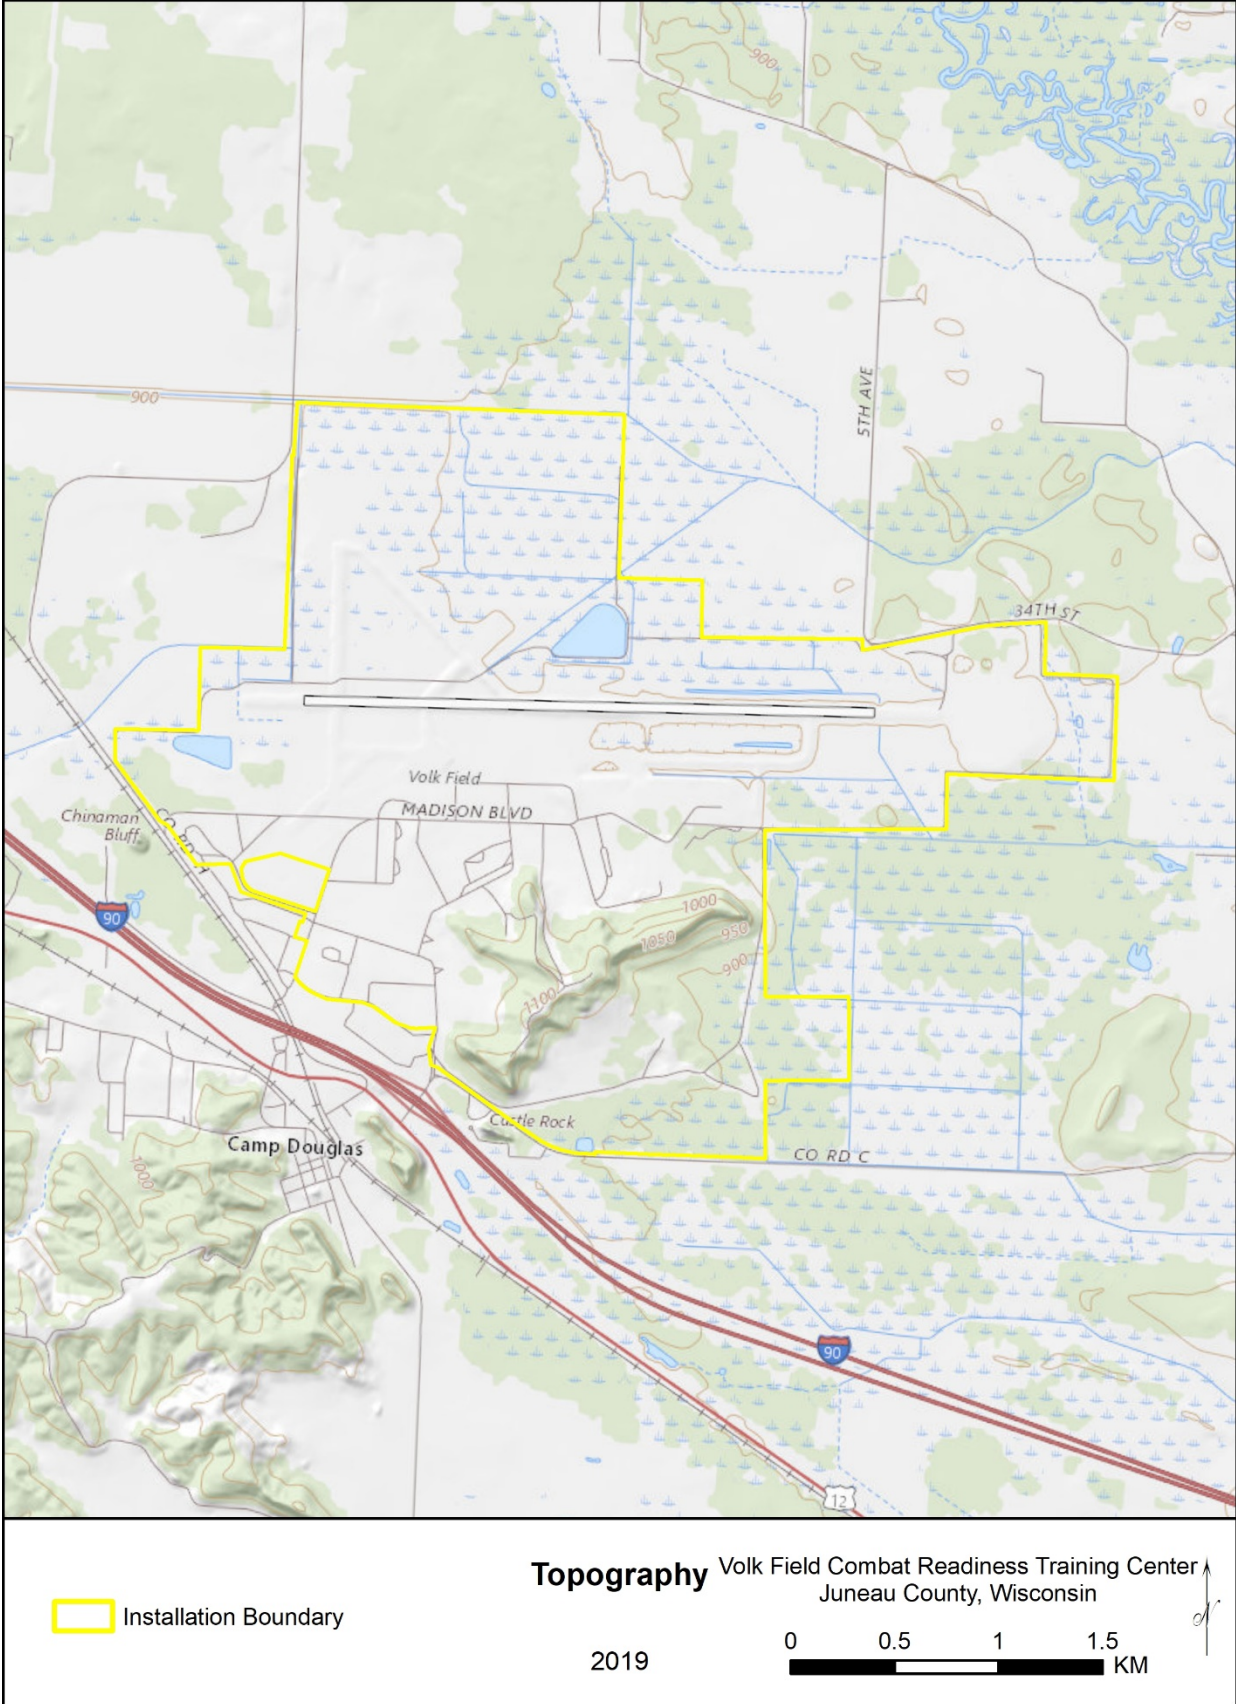 900
900
5TH AVE
34TH ST
Volk Field
MADISON BLVD
Chinaman
Bluff
CO RD H
90
1000
1050
950
900
1100
Castle Rock
Camp Douglas
CO RD C
1000
90
12
Topography
Volk Field Combat Readiness Training Center
Juneau County, Wisconsin
N
Installation Boundary
2019
0 0.5 1 1.5
KM